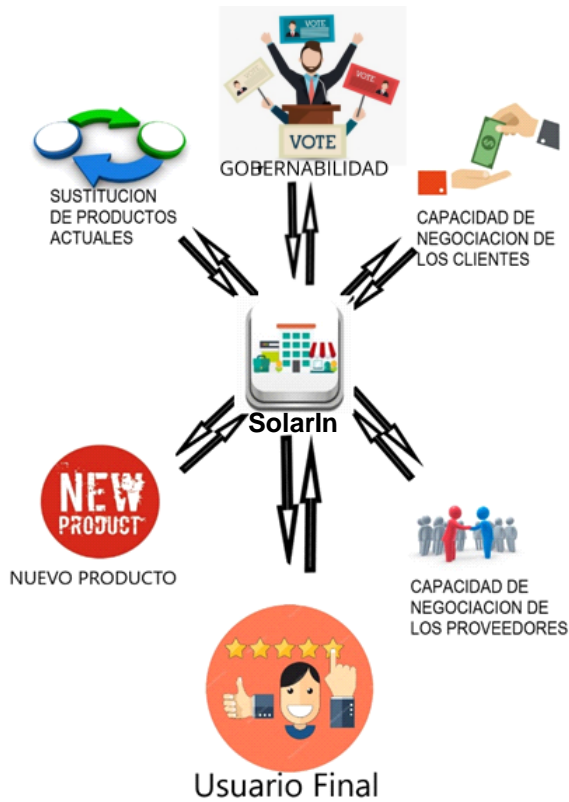 VOTE
VOTE
VOTE
VOTE
GOBERNABILIDAD
SUSTITUCION
DE PRODUCTOS
ACTUALES
CAPACIDAD DE
NEGOCIACION DE
LOS CLIENTES
SolarIn
NEW
PRODUCT
NUEVO PRODUCTO
CAPACIDAD DE
NEGOCIACION DE
LOS PROVEEDORES
Usuario Final